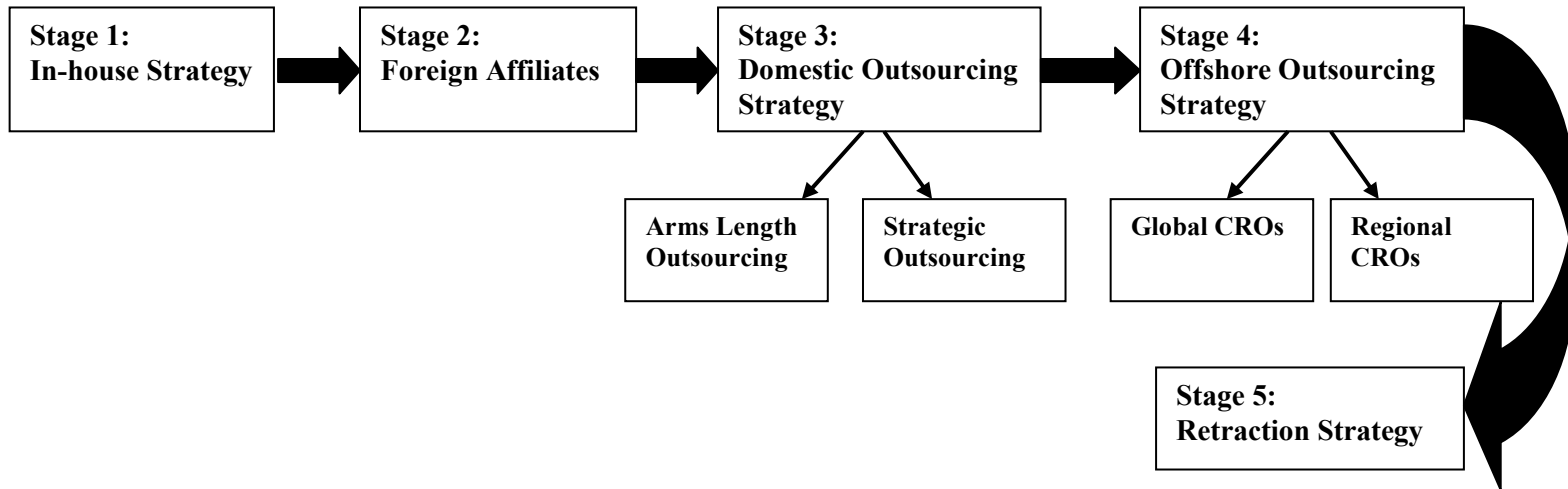 Stage 1:
In-house Strategy
Stage 2:
Foreign Affiliates
Stage 3:
Domestic Outsourcing
Strategy
Stage 4:
Offshore Outsourcing
Strategy
Arms Length
Outsourcing
Strategic
Outsourcing
Global CROs
Regional
CROs
Stage 5:
Retraction Strategy